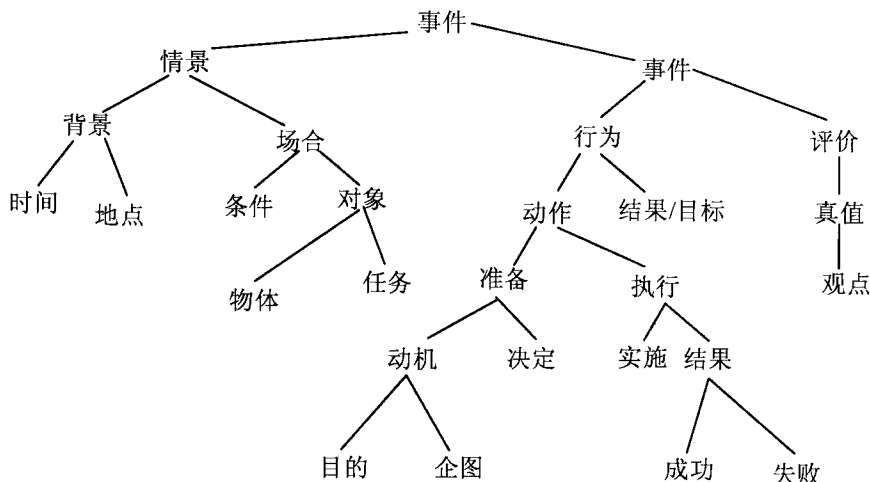 事件
情景 事件
背景 场合 行为 评价
时间 地点 条件 对象 动作 结果/目标 真值
物体 任务 准备 执行 观点
动机 决定 实施 结果
目的 企图 成功 失败